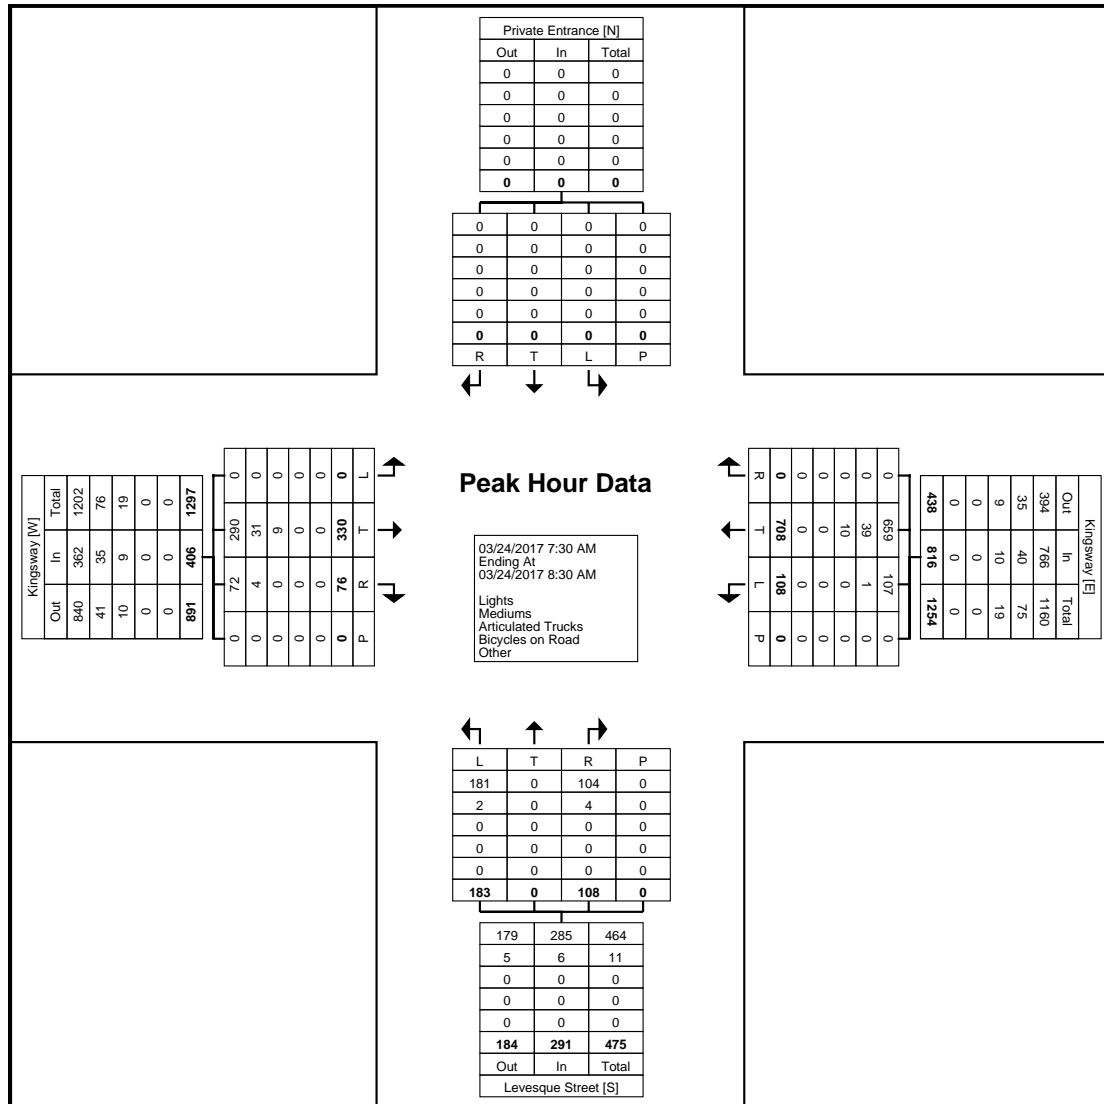 Private Entrance [N]
Out In Total
0 0 0
0 0 0
0 0 0
0 0 0
0 0 0
0 0 0
0 0 0 0
0 0 0 0
0 0 0 0
0 0 0 0
0 0 0 0
0 0 0 0
R T L P
Kingsway [W]
Total In Out
1202 362 840
76 35 41
19 9 10
0 0 0
0 0 0
1297 406 891
0 290 72 0
0 31 4 0
0 9 0 0
0 0 0 0
0 0 0 0
0 330 76 0
L T R P
Peak Hour Data
03/24/2017 7:30 AM
Ending At
03/24/2017 8:30 AM
Lights
Mediums
Articulated Trucks
Bicycles on Road
Other
Kingsway [E]
Out In Total
394 766 1160
35 40 75
9 10 19
0 0 0
0 0 0
438 816 1254
0 659 107 0
0 39 1 0
0 10 0 0
0 0 0 0
0 0 0 0
0 708 108 0
R T L P
L T R P
181 0 104 0
2 0 4 0
0 0 0 0
0 0 0 0
0 0 0 0
183 0 108 0
179 285 464
5 6 11
0 0 0
0 0 0
0 0 0
184 291 475
Out In Total
Levesque Street [S]